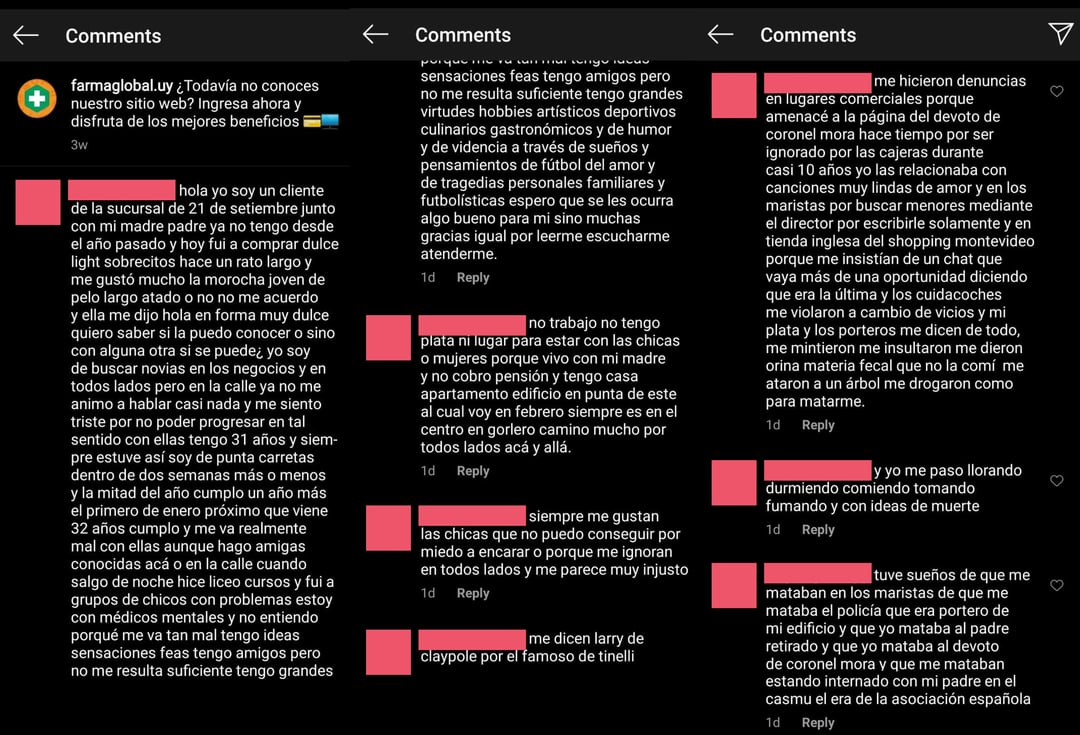 Comments
farmaglobal.uy ¿Todavía no conoces
nuestro sitio web? Ingresa ahora y
disfruta de los mejores beneficios 💳🖥️
3w
hola yo soy un cliente
de la sucursal de 21 de setiembre junto
con mi madre padre ya no tengo desde
el año pasado y hoy fui a comprar dulce
light sobrecitos hace un rato largo y
me gustó mucho la morocha joven de
pelo largo atado o no no me acuerdo
y ella me dijo hola en forma muy dulce
quiero saber si la puedo conocer o sino
con alguna otra si se puede¿ yo soy
de buscar novias en los negocios y en
todos lados pero en la calle ya no me
animo a hablar casi nada y me siento
triste por no poder progresar en tal
sentido con ellas tengo 31 años y siem-
pre estuve así soy de punta carretas
dentro de dos semanas más o menos
y la mitad del año cumplo un año más
el primero de enero próximo que viene
32 años cumplo y me va realmente
mal con ellas aunque hago amigas
conocidas acá o en la calle cuando
salgo de noche hice liceo cursos y fui a
grupos de chicos con problemas estoy
con médicos mentales y no entiendo
porqué me va tan mal tengo ideas
sensaciones feas tengo amigos pero
no me resulta suficiente tengo grandes
Comments
porque me va tan mal tengo ideas
sensaciones feas tengo amigos pero
no me resulta suficiente tengo grandes
virtudes hobbies artísticos deportivos
culinarios gastronómicos y de humor
y de videncia a través de sueños y
pensamientos de fútbol del amor y
de tragedias personales familiares y
futbolísticas espero que se les ocurra
algo bueno para mi sino muchas
gracias igual por leerme escucharme
atenderme.
1d Reply
no trabajo no tengo
plata ni lugar para estar con las chicas
o mujeres porque vivo con mi madre
y no cobro pensión y tengo casa
apartamento edificio en punta de este
al cual voy en febrero siempre es en el
centro en gorlero camino mucho por
todos lados acá y allá.
1d Reply
siempre me gustan
las chicas que no puedo conseguir por
miedo a encarar o porque me ignoran
en todos lados y me parece muy injusto
1d Reply
me dicen larry de
claypole por el famoso de tinelli
Comments
me hicieron denuncias
en lugares comerciales porque
amenacé a la página del devoto de
coronel mora hace tiempo por ser
ignorado por las cajeras durante
casi 10 años yo las relacionaba con
canciones muy lindas de amor y en los
maristas por buscar menores mediante
el director por escribirle solamente y en
tienda inglesa del shopping montevideo
porque me insistían de un chat que
vaya más de una oportunidad diciendo
que era la última y los cuidacoches
me violaron a cambio de vicios y mi
plata y los porteros me dicen de todo,
me mintieron me insultaron me dieron
orina materia fecal que no la comí me
ataron a un árbol me drogaron como
para matarme.
1d Reply
y yo me paso llorando
durmiendo comiendo tomando
fumando y con ideas de muerte
1d Reply
tuve sueños de que me
mataban en los maristas de que me
mataba el policía que era portero de
mi edificio y que yo mataba al padre
retirado y que yo mataba al devoto
de coronel mora y que me mataban
estando internado con mi padre en el
casmu el era de la asociación española
1d Reply